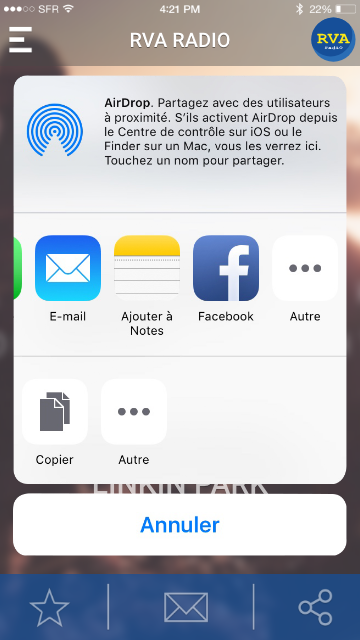 SFR 4:21 PM 22%
RVA RADIO
RVA
RADIO
AirDrop. Partagez avec des utilisateurs
à proximité. S'ils activent AirDrop depuis
le Centre de contrôle sur iOS ou le
Finder sur un Mac, vous les verrez ici.
Touchez un nom pour partager.
E-mail
Ajouter à
Notes
Facebook
Autre
Copier
Autre
LINKIN PARK
Annuler